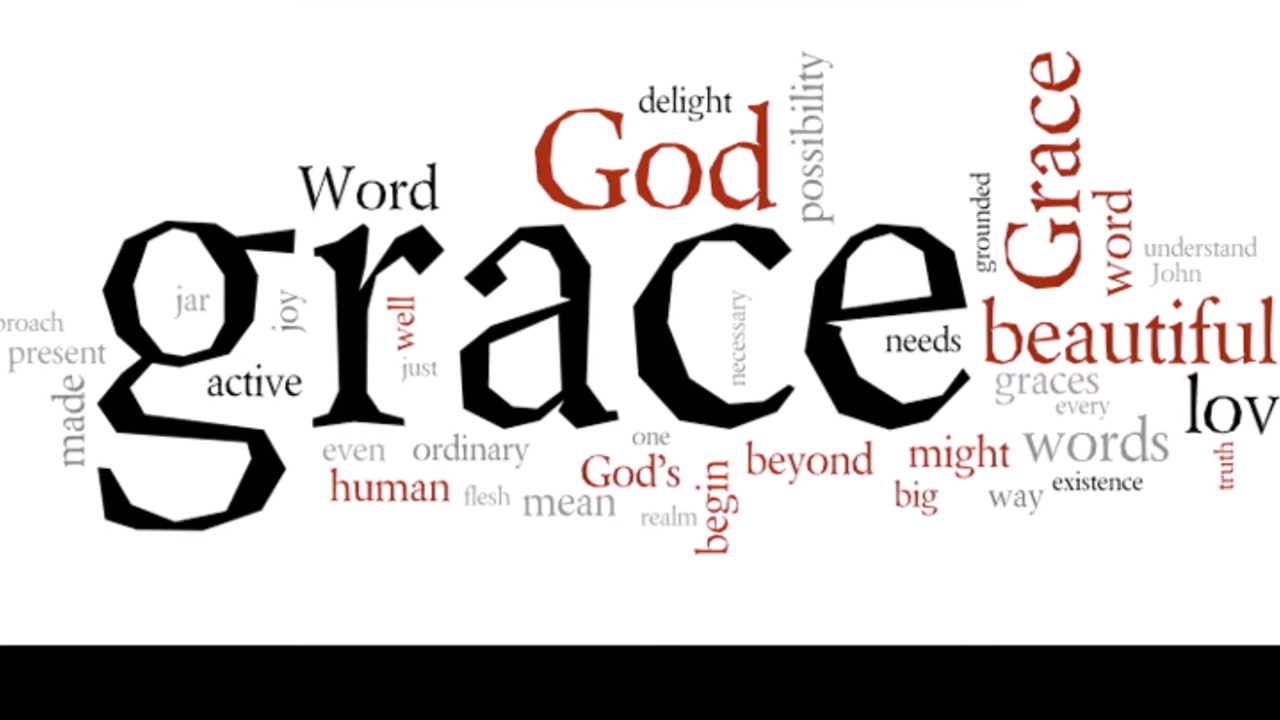 delight
God
possibility
Grace
Word
grace
grounded
word
understand
John
jar
joy
well
just
necessary
needs
beautiful
proach
present
active
made
graces
every
lov
even
ordinary
one
God's
beyond
might
words
truth
human
flesh
mean
realm
begin
big
way
existence